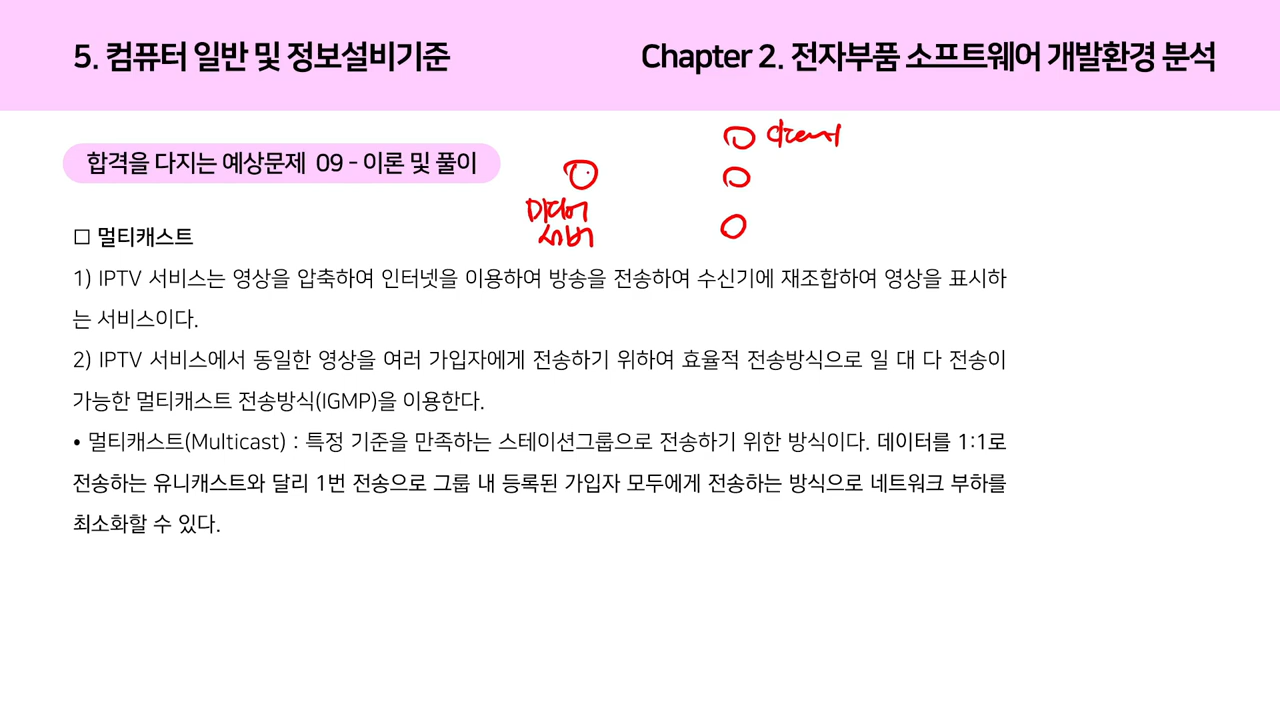 5. 컴퓨터 일반 및 정보설비기준
Chapter 2. 전자부품 소프트웨어 개발환경 분석
합격을 다지는 예상문제 09 - 이론 및 풀이
미디어
서버
□ 멀티캐스트
1) IPTV 서비스는 영상을 압축하여 인터넷을 이용하여 방송을 전송하여 수신기에 재조합하여 영상을 표시하
는 서비스이다.
2) IPTV 서비스에서 동일한 영상을 여러 가입자에게 전송하기 위하여 효율적 전송방식으로 일 대 다 전송이
가능한 멀티캐스트 전송방식(IGMP)을 이용한다.
• 멀티캐스트(Multicast) : 특정 기준을 만족하는 스테이션그룹으로 전송하기 위한 방식이다. 데이터를 1:1로
전송하는 유니캐스트와 달리 1번 전송으로 그룹 내 등록된 가입자 모두에게 전송하는 방식으로 네트워크 부하를
최소화할 수 있다.